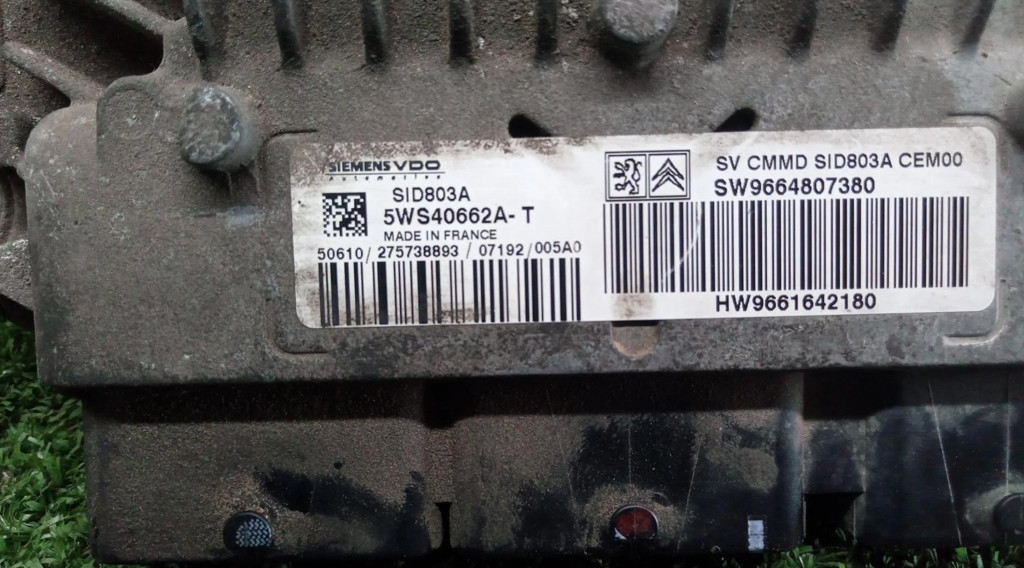 SIEMENS VDO
Automotive
SID803A
5WS40662A-T
MADE IN FRANCE
50610/275738893/07192/005A0
SV CMMD SID803A CEM00
SW9664807380
HW9661642180